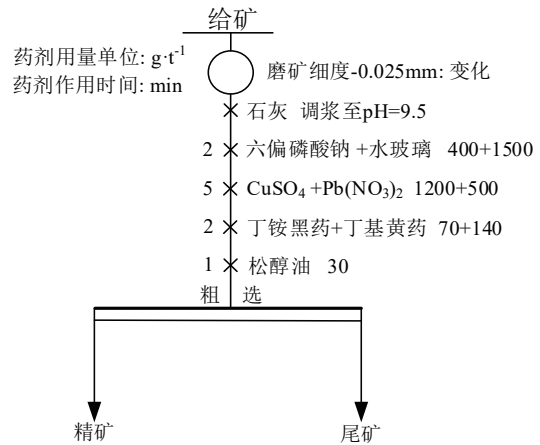 给矿
药剂用量单位: g·t⁻¹
药剂作用时间: min
磨矿细度-0.025mm: 变化
石灰 调浆至pH=9.5
2 六偏磷酸钠+水玻璃 400+1500
5 CuSO₄+Pb(NO₃)₂ 1200+500
2 丁铵黑药+丁基黄药 70+140
1 松醇油 30
粗 选
精矿 尾矿